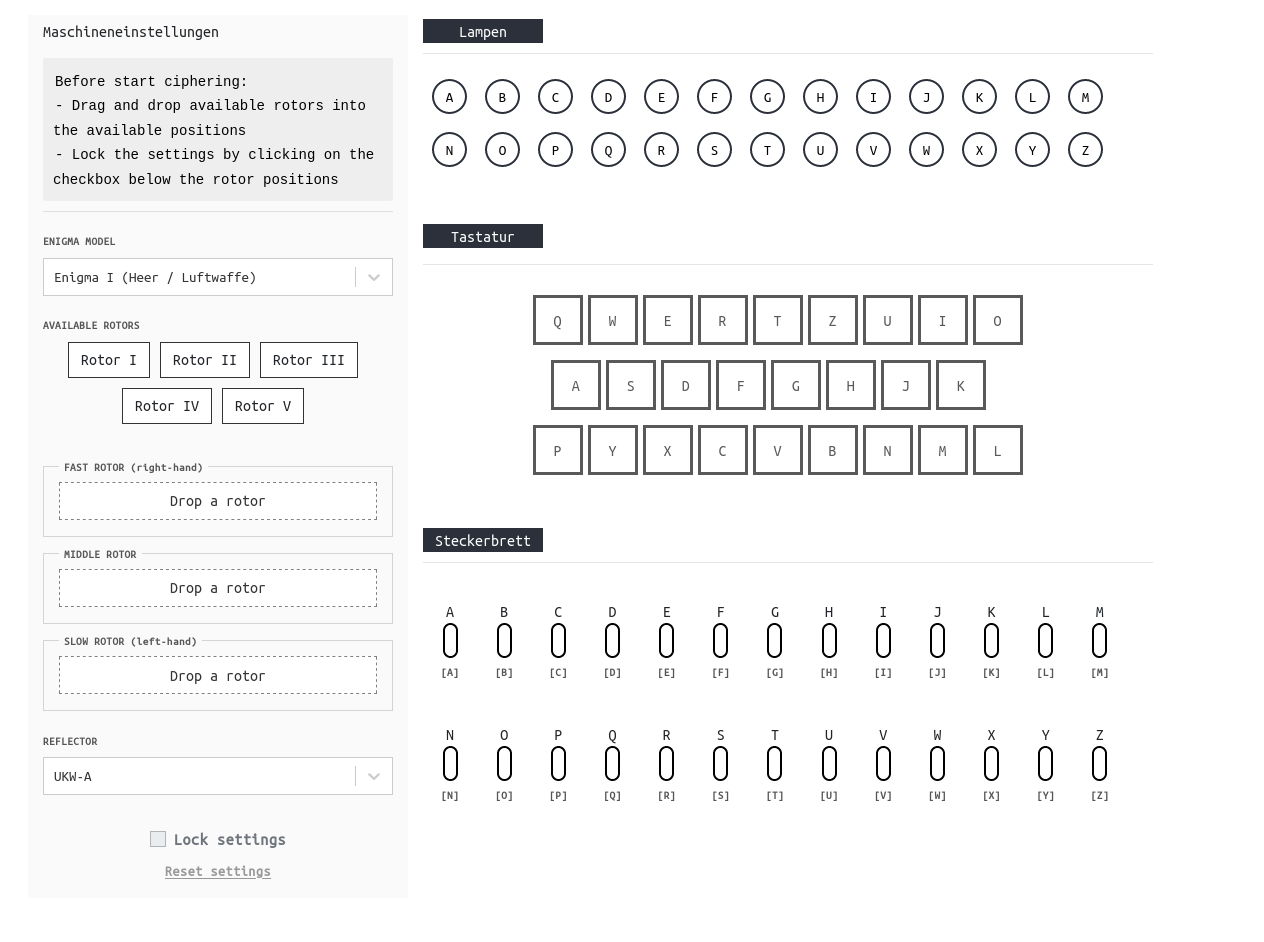 Maschineneinstellungen
Before start ciphering:
- Drag and drop available rotors into
the available positions
- Lock the settings by clicking on the
checkbox below the rotor positions
ENIGMA MODEL
Enigma I (Heer / Luftwaffe)
AVAILABLE ROTORS
Rotor I Rotor II Rotor III
Rotor IV Rotor V
FAST ROTOR (right-hand)
Drop a rotor
MIDDLE ROTOR
Drop a rotor
SLOW ROTOR (left-hand)
Drop a rotor
REFLECTOR
UKW-A
Lock settings
Reset settings
Lampen
A B C D E F G H I J K L M
N O P Q R S T U V W X Y Z
Tastatur
Q W E R T Z U I O
A S D F G H J K
P Y X C V B N M L
Steckerbrett
A B C D E F G H I J K L M
[A] [B] [C] [D] [E] [F] [G] [H] [I] [J] [K] [L] [M]
N O P Q R S T U V W X Y Z
[N] [O] [P] [Q] [R] [S] [T] [U] [V] [W] [X] [Y] [Z]